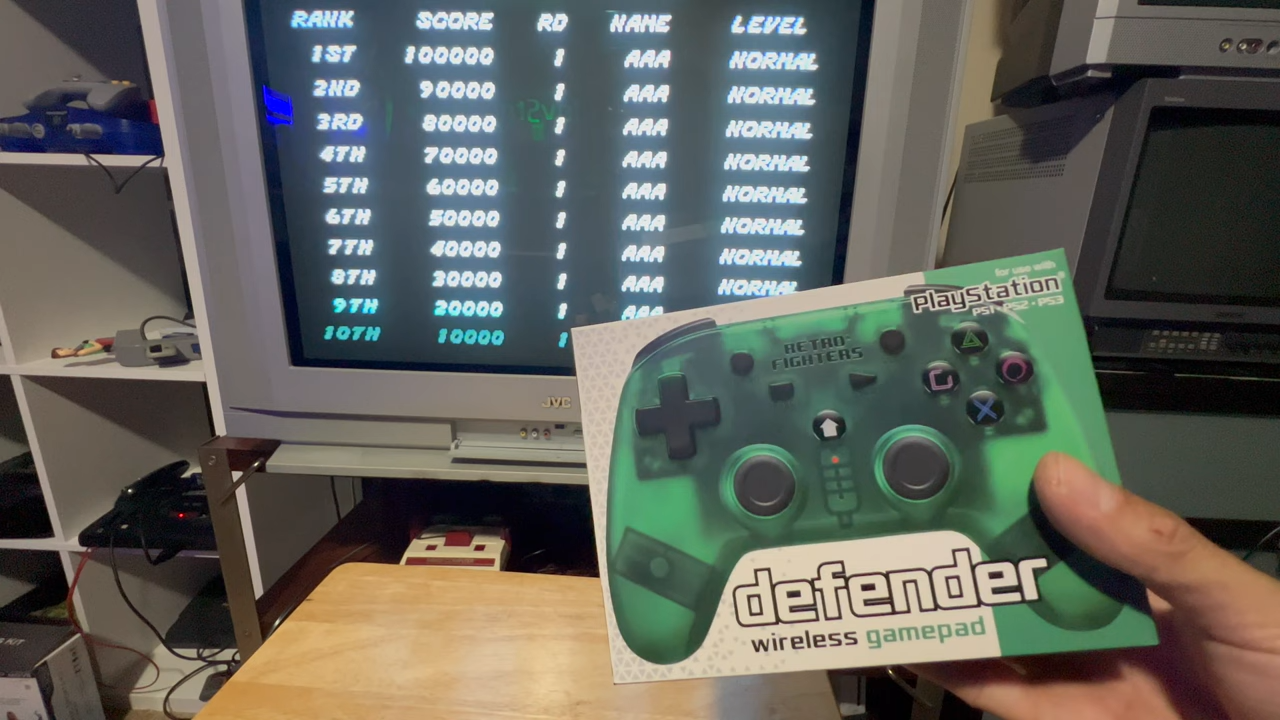 RANK SCORE RD NAME LEVEL
1ST 100000 1 AAA NORMAL
2ND 90000 1 AAA NORMAL
3RD 80000 1 AAA NORMAL
4TH 70000 1 AAA NORMAL
5TH 60000 1 AAA NORMAL
6TH 50000 1 AAA NORMAL
7TH 40000 1 AAA NORMAL
8TH 30000 1 AAA NORMAL
9TH 20000 1 AAA
10TH 10000 1
JVC
for use with
PlayStation®
PS1 • PS2 • PS3
RETRO-
FIGHTERS
defender
wireless gamepad
KIT